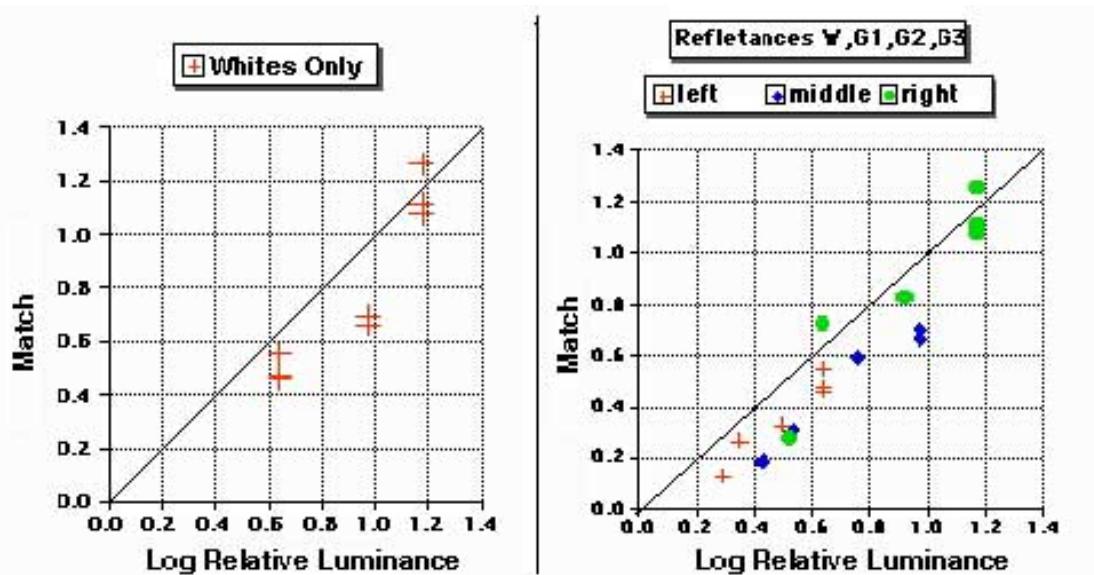 Whites Only
1.4
1.2
1.0
0.8
0.6
0.4
0.2
0.0
Match
0.0 0.2 0.4 0.6 0.8 1.0 1.2 1.4
Log Relative Luminance
Refletances W,G1,G2,G3
left middle right
1.4
1.2
1.0
0.8
0.6
0.4
0.2
0.0
Match
0.0 0.2 0.4 0.6 0.8 1.0 1.2 1.4
Log Relative Luminance